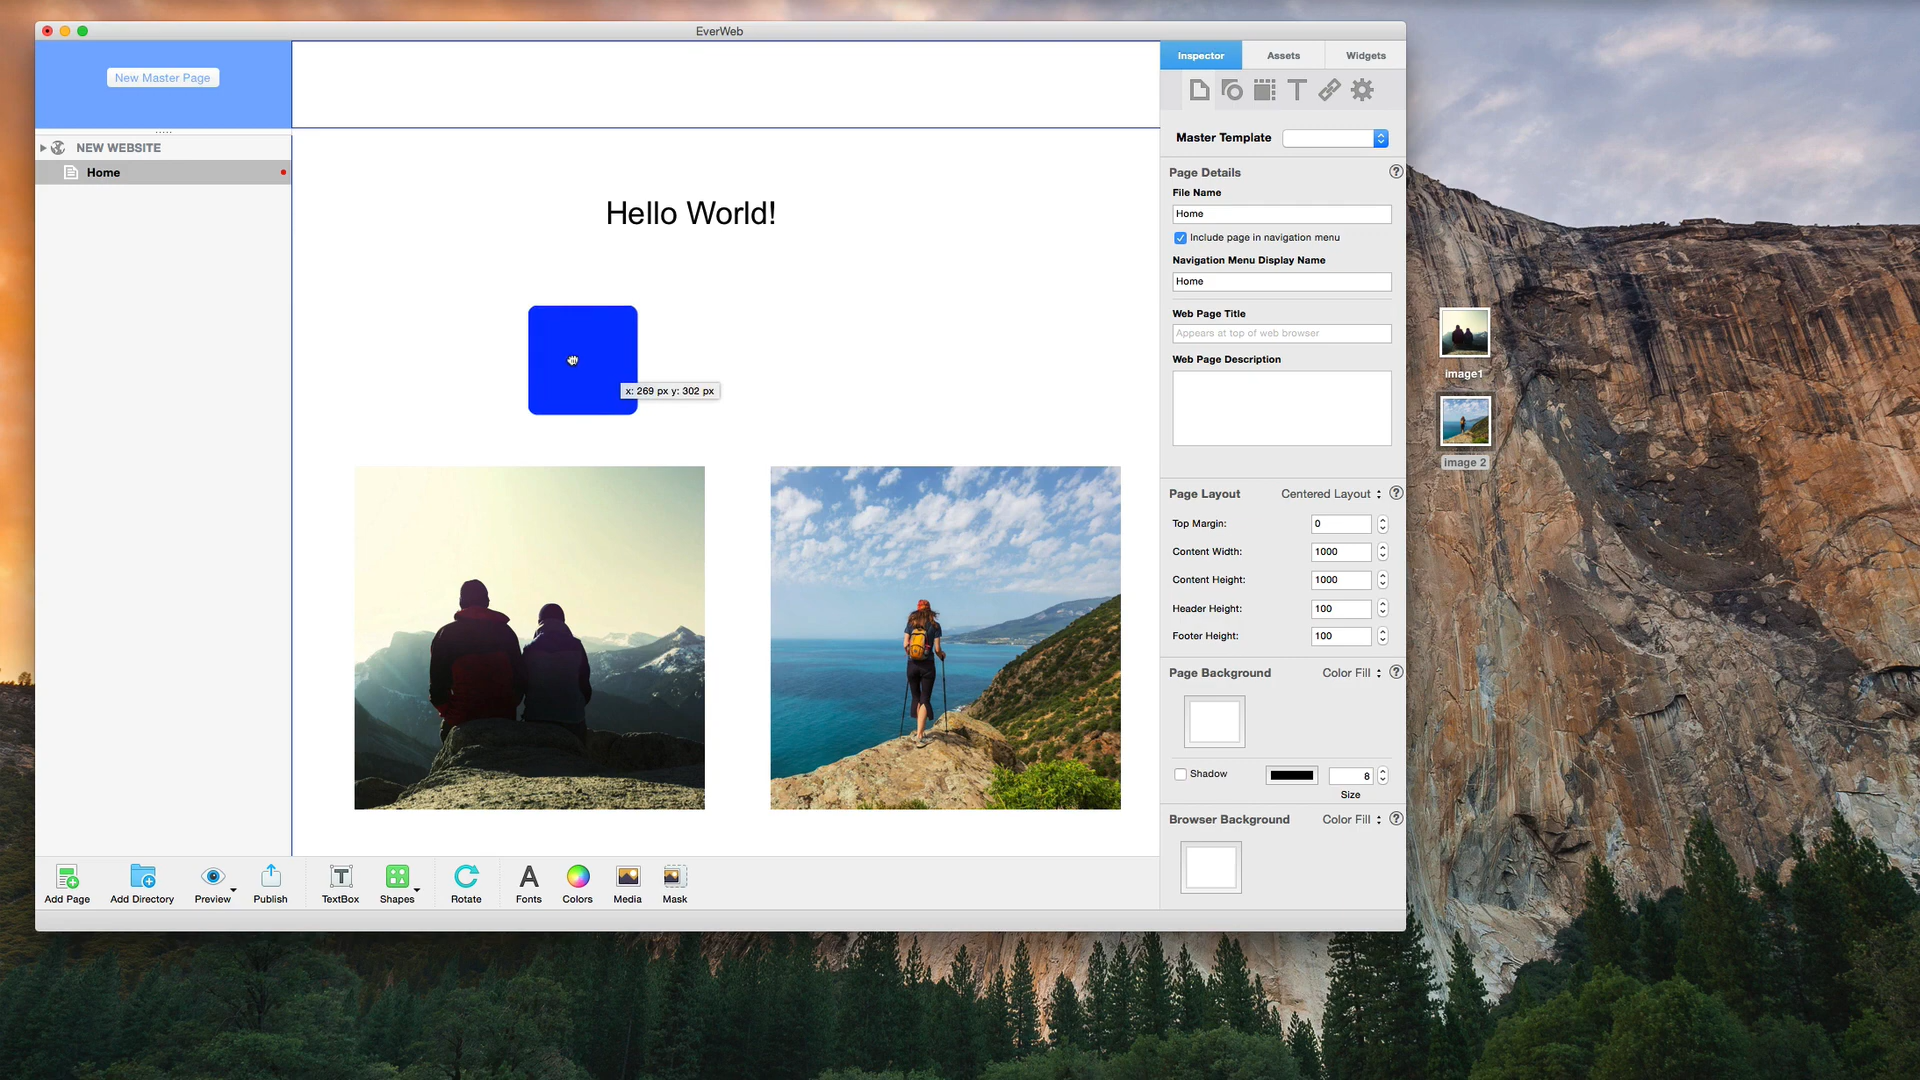 EverWeb
New Master Page
NEW WEBSITE
Home
Hello World!
x: 269 px y: 302 px
Add Page
Add Directory
Preview
Publish
T
TextBox
Shapes
Rotate
A
Fonts
Colors
Media
Mask
Inspector
Assets
Widgets
T
Master Template
Page Details
?
File Name
Home
Include page in navigation menu
Navigation Menu Display Name
Home
Web Page Title
Appears at top of web browser
Web Page Description
Page Layout
Centered Layout
?
Top Margin:
0
Content Width:
1000
Content Height:
1000
Header Height:
100
Footer Height:
100
Page Background
Color Fill
?
Shadow
8
Size
Browser Background
Color Fill
?
image1
image 2